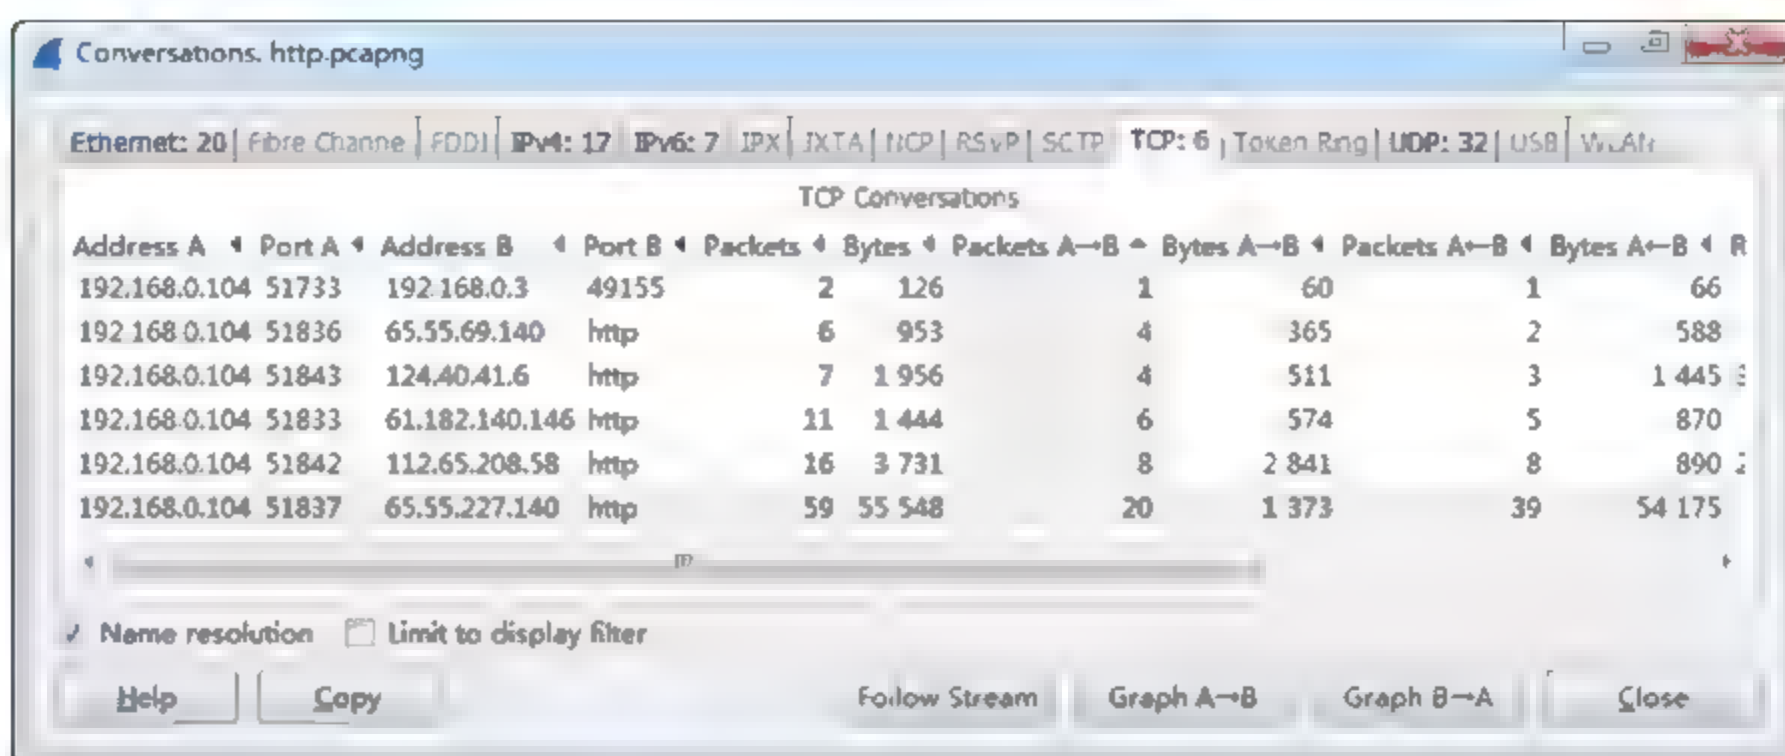 Conversations. http.pcapng
Ethernet: 20 Fibre Channe FDDI IPv4: 17 IPv6: 7 IPX JXTA NCP RSVP SCTP TCP: 6 Token Ring UDP: 32 USB WLAN
TCP Conversations
Address A Port A Address B Port B Packets Bytes Packets A→B Bytes A→B Packets A←B Bytes A←B R
192.168.0.104 51733 192.168.0.3 49155 2 126 1 60 1 66
192.168.0.104 51836 65.55.69.140 http 6 953 4 365 2 588
192.168.0.104 51843 124.40.41.6 http 7 1 956 4 511 3 1 445
192.168.0.104 51833 61.182.140.146 http 11 1 444 6 574 5 870
192.168.0.104 51842 112.65.208.58 http 16 3 731 8 2 841 8 890
192.168.0.104 51837 65.55.227.140 http 59 55 548 20 1 373 39 54 175
Name resolution Limit to display filter
Help Copy Follow Stream Graph A→B Graph B→A Close